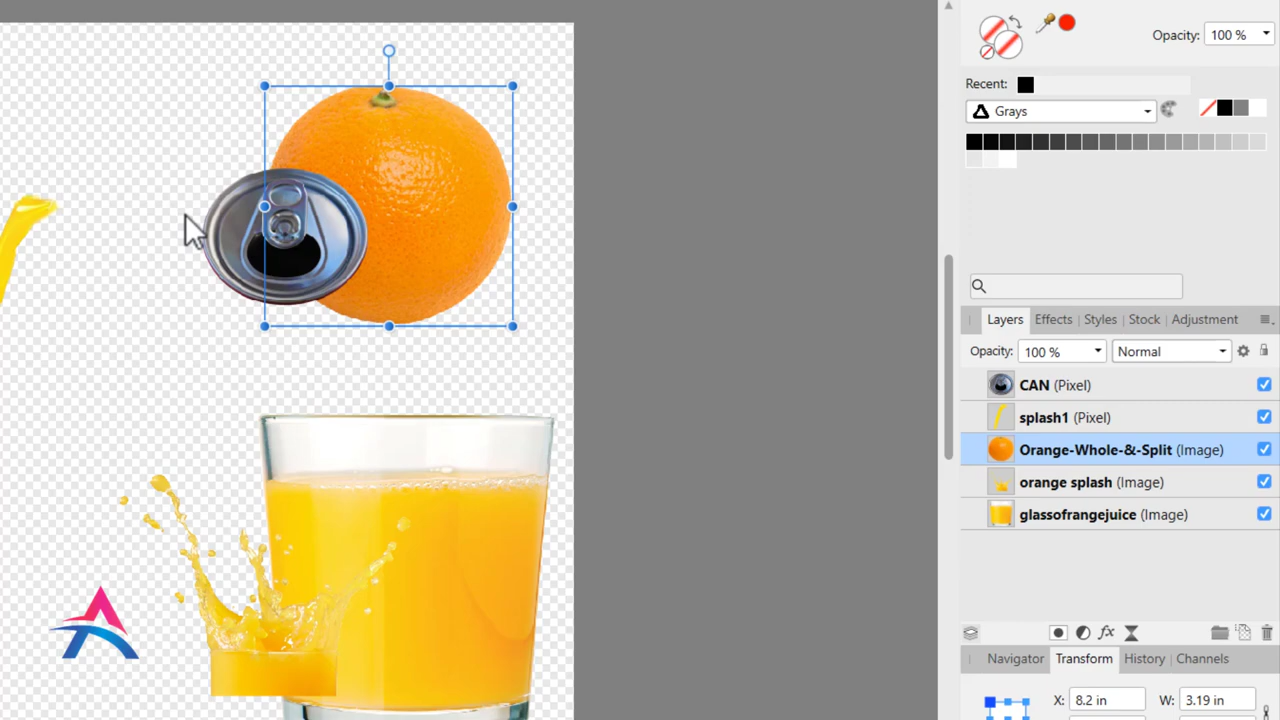 Opacity: 100 %
Recent:
Grays
Layers Effects Styles Stock Adjustment
Opacity: 100 % Normal
CAN (Pixel)
splash1 (Pixel)
Orange-Whole-&-Split (Image)
orange splash (Image)
glassofrangejuice (Image)
fx
Navigator Transform History Channels
X: 8.2 in W: 3.19 in